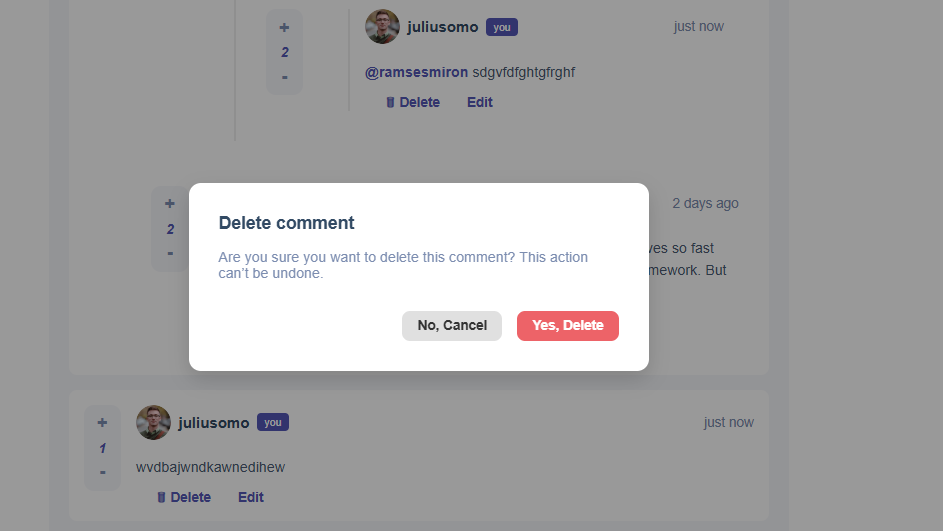 +
juliusomo you just now
2
-
@ramsesmiron sdgvfdfghtgfrghf
Delete Edit
+
2 days ago
2
-
so fast
But
Delete comment
Are you sure you want to delete this comment? This action
can’t be undone.
No, Cancel Yes, Delete
+
juliusomo you just now
1
-
wvdbajwndkawnedihew
Delete Edit